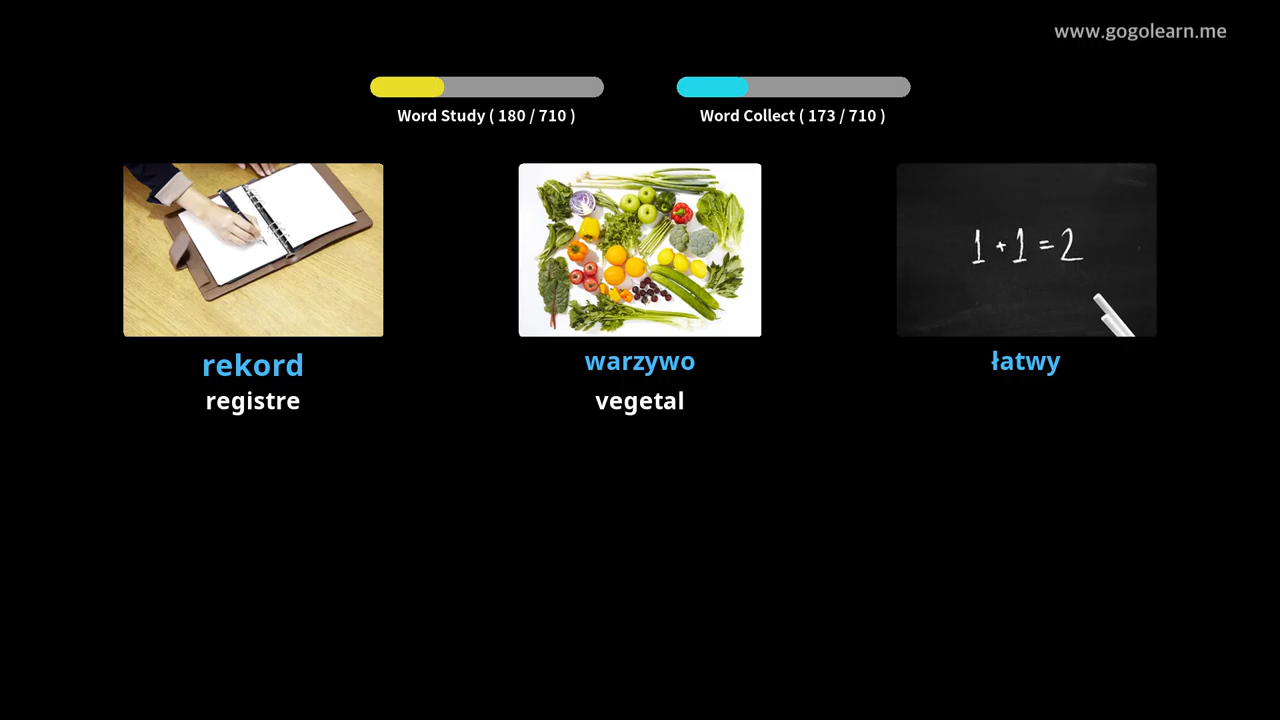 www.gogolearn.me
Word Study ( 180 / 710 )
Word Collect ( 173 / 710 )
1 + 1 = 2
rekord
registre
warzywo
vegetal
łatwy